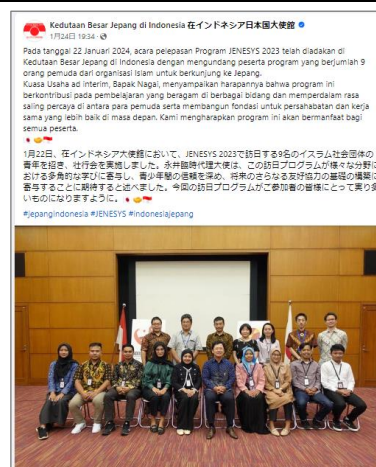 Kedutaan Besar Jepang di Indonesia 在インドネシア日本国大使館
1月24日 19:34
Pada tanggal 22 Januari 2024, acara pelepasan Program JENESYS 2023 telah diadakan di
Kedutaan Besar Jepang di Indonesia dengan mengundang peserta program yang berjumlah 9
orang pemuda dari organisasi Islam untuk berkunjung ke Jepang.
Kuasa Usaha ad interim, Bapak Nagai, menyampaikan harapannya bahwa program ini
berkontribusi pada pembelajaran yang beragam di berbagai bidang dan memperdalam rasa
saling percaya di antara para pemuda serta membangun fondasi untuk persahabatan dan kerja
sama yang lebih baik di masa depan. Kami mengharapkan program ini akan bermanfaat bagi
semua peserta.
1月22日、在インドネシア大使館において、JENESYS 2023で訪日する9名のイスラム社会団体の
青年を招き、壮行会を実施しました。永井臨時代理大使は、この訪日プログラムが様々な分野に
おける多角的な学びに寄与し、青少年間の信頼を深め、将来のさらなる友好協力の基礎の構築に
寄与することに期待すると述べました。今回の訪日プログラムがご参加者の皆様にとって実り多
いものになりますように。
#jepangindonesia #JENESYS #indonesiajepang